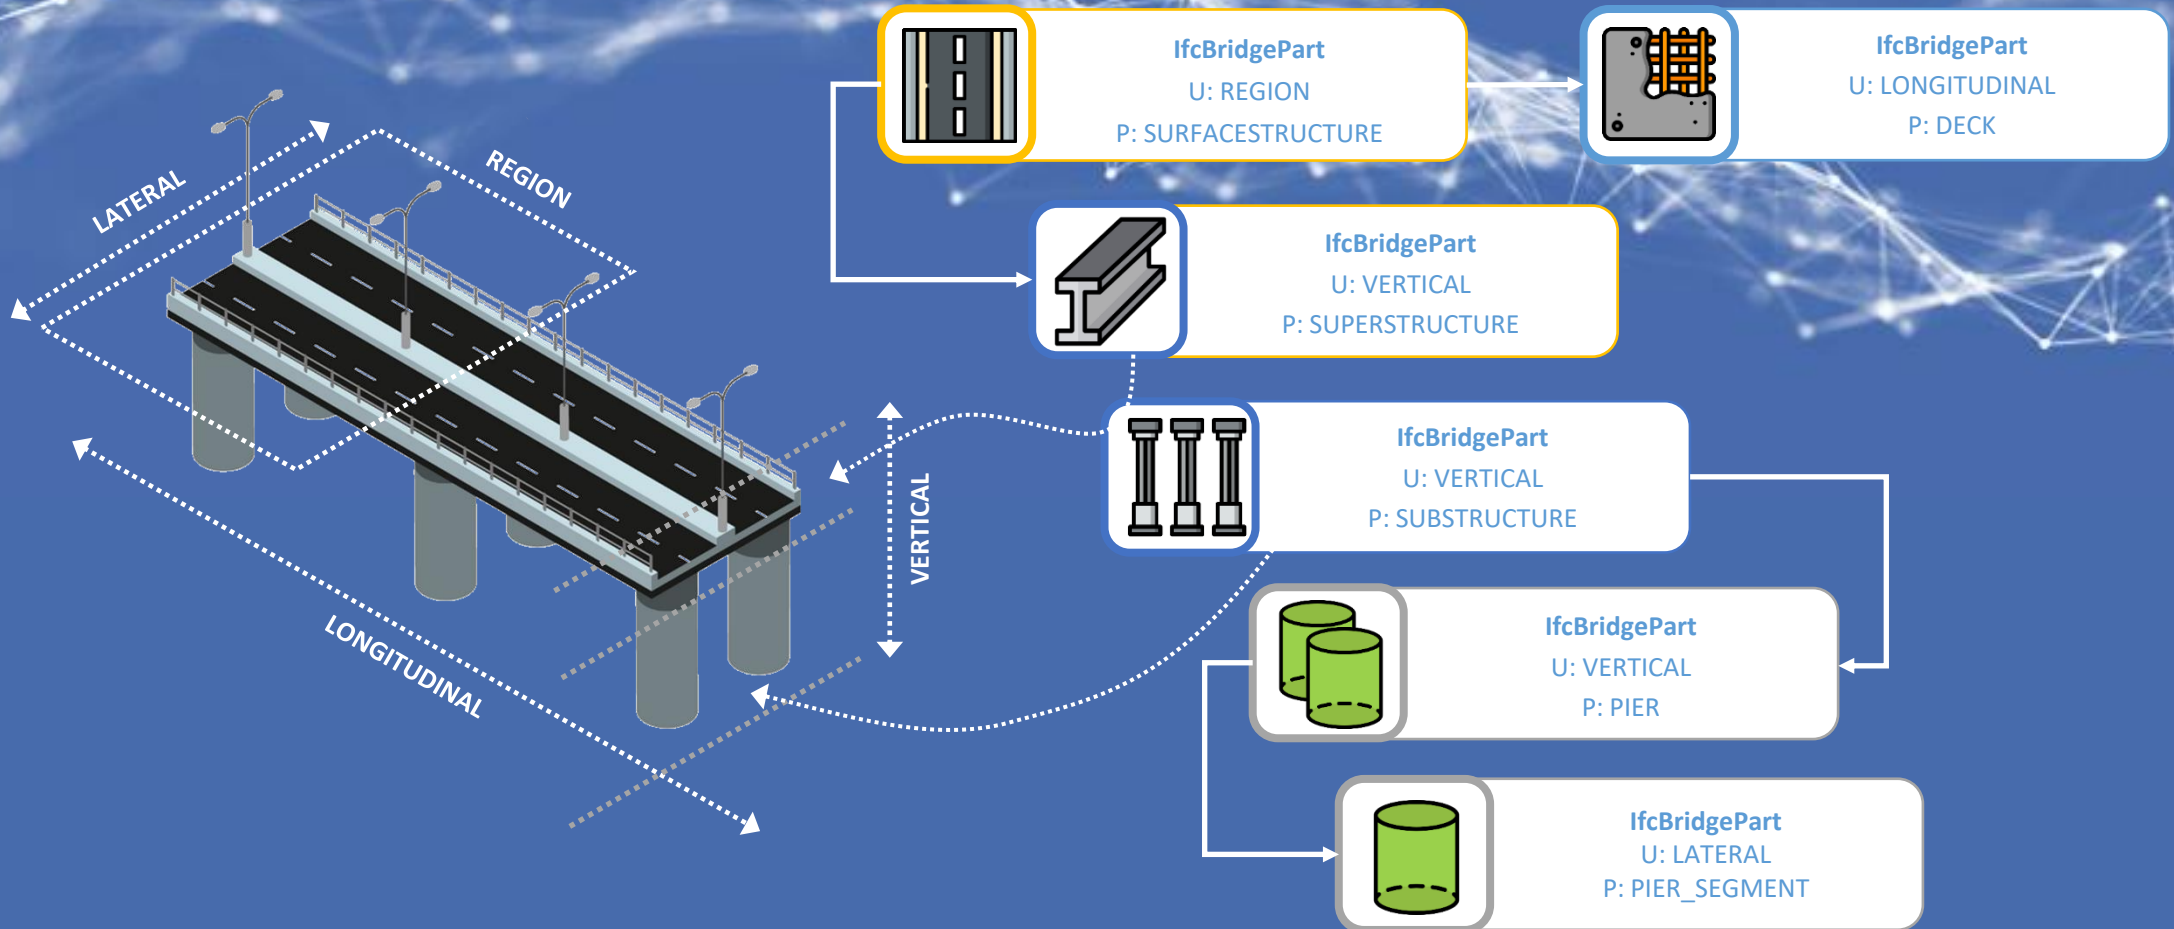 LATERAL
REGION
LONGITUDINAL
VERTICAL
IfcBridgePart
U: REGION
P: SURFACESTRUCTURE
IfcBridgePart
U: LONGITUDINAL
P: DECK
IfcBridgePart
U: VERTICAL
P: SUPERSTRUCTURE
IfcBridgePart
U: VERTICAL
P: SUBSTRUCTURE
IfcBridgePart
U: VERTICAL
P: PIER
IfcBridgePart
U: LATERAL
P: PIER_SEGMENT